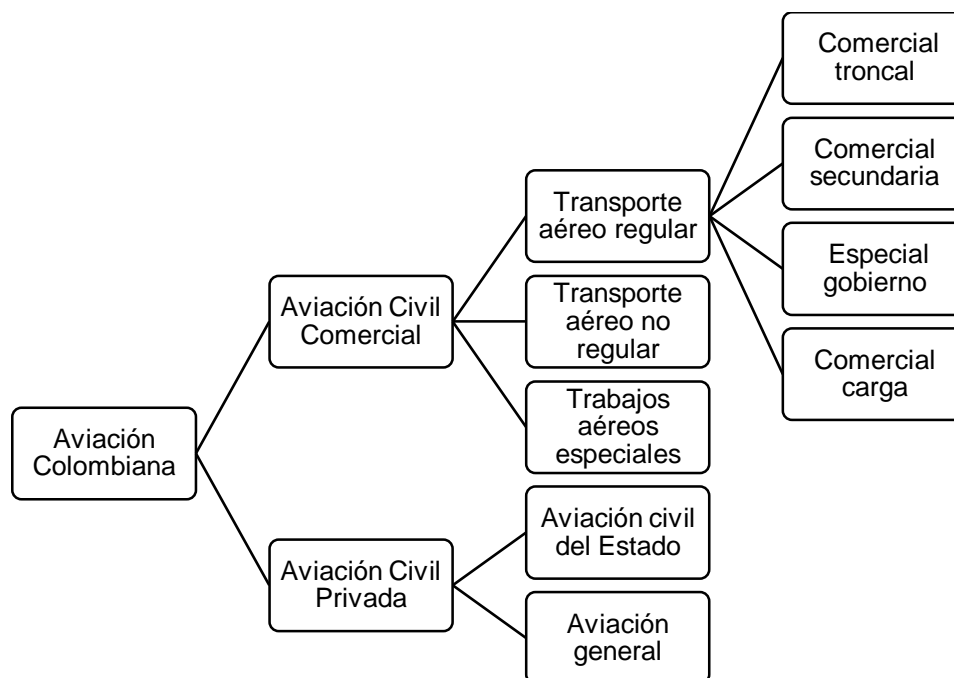 Aviación
Colombiana
Aviación Civil
Comercial
Transporte
aéreo regular
Comercial
troncal
Comercial
secundaria
Especial
gobierno
Comercial
carga
Transporte
aéreo no
regular
Trabajos
aéreos
especiales
Aviación Civil
Privada
Aviación civil
del Estado
Aviación
general